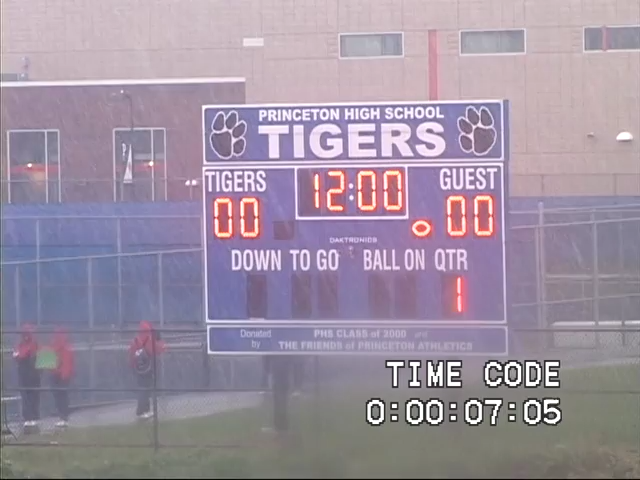 PRINCETON HIGH SCHOOL
TIGERS
TIGERS 12:00 GUEST
00 00
DAKTRONICS
DOWN TO GO BALL ON QTR
1
Donated by PHS CLASS of 2000 and
THE FRIENDS of PRINCETON ATHLETICS
TIME CODE
0:00:07:05